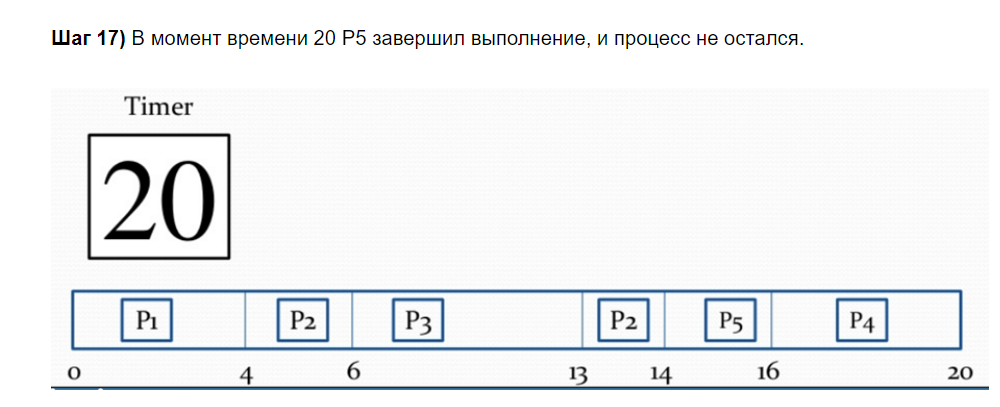 Шаг 17) В момент времени 20 P5 завершил выполнение, и процесс не остался.
Timer
20
P1 P2 P3 P2 P5 P4
0 4 6 13 14 16 20